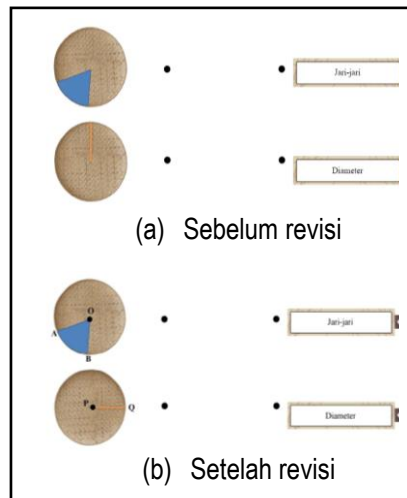 Jari-jari
Diameter
(a) Sebelum revisi
O
A
B
Jari-jari
P
Q
Diameter
(b) Setelah revisi